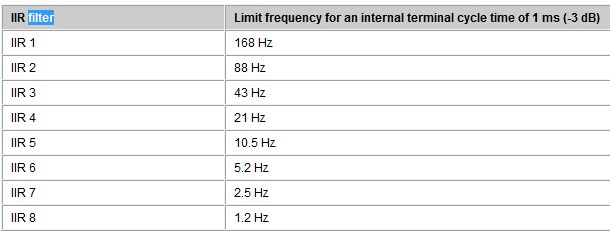 IIR filter Limit frequency for an internal terminal cycle time of 1 ms (-3 dB)
IIR 1 168 Hz
IIR 2 88 Hz
IIR 3 43 Hz
IIR 4 21 Hz
IIR 5 10.5 Hz
IIR 6 5.2 Hz
IIR 7 2.5 Hz
IIR 8 1.2 Hz